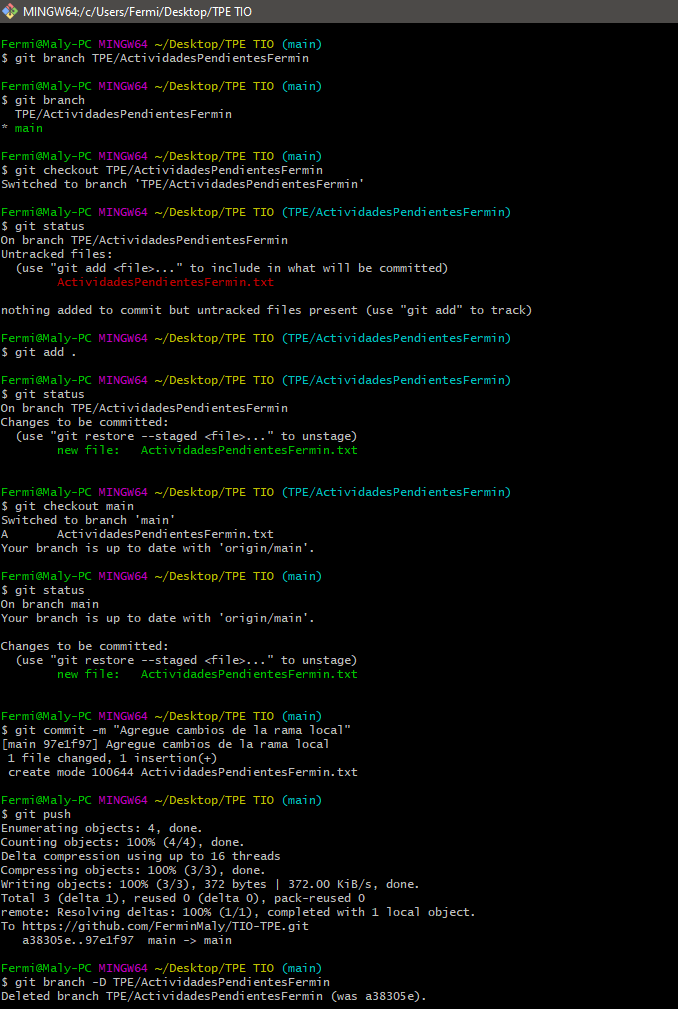 MINGW64:/c/Users/Fermi/Desktop/TPE TIO
Fermi@Maly-PC MINGW64 ~/Desktop/TPE TIO (main)
$ git branch TPE/ActividadesPendientesFermin
Fermi@Maly-PC MINGW64 ~/Desktop/TPE TIO (main)
$ git branch
  TPE/ActividadesPendientesFermin
* main
Fermi@Maly-PC MINGW64 ~/Desktop/TPE TIO (main)
$ git checkout TPE/ActividadesPendientesFermin
Switched to branch 'TPE/ActividadesPendientesFermin'
Fermi@Maly-PC MINGW64 ~/Desktop/TPE TIO (TPE/ActividadesPendientesFermin)
$ git status
On branch TPE/ActividadesPendientesFermin
Untracked files:
  (use "git add <file>..." to include in what will be committed)
        ActividadesPendientesFermin.txt
nothing added to commit but untracked files present (use "git add" to track)
Fermi@Maly-PC MINGW64 ~/Desktop/TPE TIO (TPE/ActividadesPendientesFermin)
$ git add .
Fermi@Maly-PC MINGW64 ~/Desktop/TPE TIO (TPE/ActividadesPendientesFermin)
$ git status
On branch TPE/ActividadesPendientesFermin
Changes to be committed:
  (use "git restore --staged <file>..." to unstage)
        new file:   ActividadesPendientesFermin.txt
Fermi@Maly-PC MINGW64 ~/Desktop/TPE TIO (TPE/ActividadesPendientesFermin)
$ git checkout main
Switched to branch 'main'
A       ActividadesPendientesFermin.txt
Your branch is up to date with 'origin/main'.
Fermi@Maly-PC MINGW64 ~/Desktop/TPE TIO (main)
$ git status
On branch main
Your branch is up to date with 'origin/main'.
Changes to be committed:
  (use "git restore --staged <file>..." to unstage)
        new file:   ActividadesPendientesFermin.txt
Fermi@Maly-PC MINGW64 ~/Desktop/TPE TIO (main)
$ git commit -m "Agregue cambios de la rama local"
[main 97e1f97] Agregue cambios de la rama local
 1 file changed, 1 insertion(+)
 create mode 100644 ActividadesPendientesFermin.txt
Fermi@Maly-PC MINGW64 ~/Desktop/TPE TIO (main)
$ git push
Enumerating objects: 4, done.
Counting objects: 100% (4/4), done.
Delta compression using up to 16 threads
Compressing objects: 100% (3/3), done.
Writing objects: 100% (3/3), 372 bytes | 372.00 KiB/s, done.
Total 3 (delta 1), reused 0 (delta 0), pack-reused 0
remote: Resolving deltas: 100% (1/1), completed with 1 local object.
To https://github.com/FerminMaly/TIO-TPE.git
   a38305e..97e1f97  main -> main
Fermi@Maly-PC MINGW64 ~/Desktop/TPE TIO (main)
$ git branch -D TPE/ActividadesPendientesFermin
Deleted branch TPE/ActividadesPendientesFermin (was a38305e).